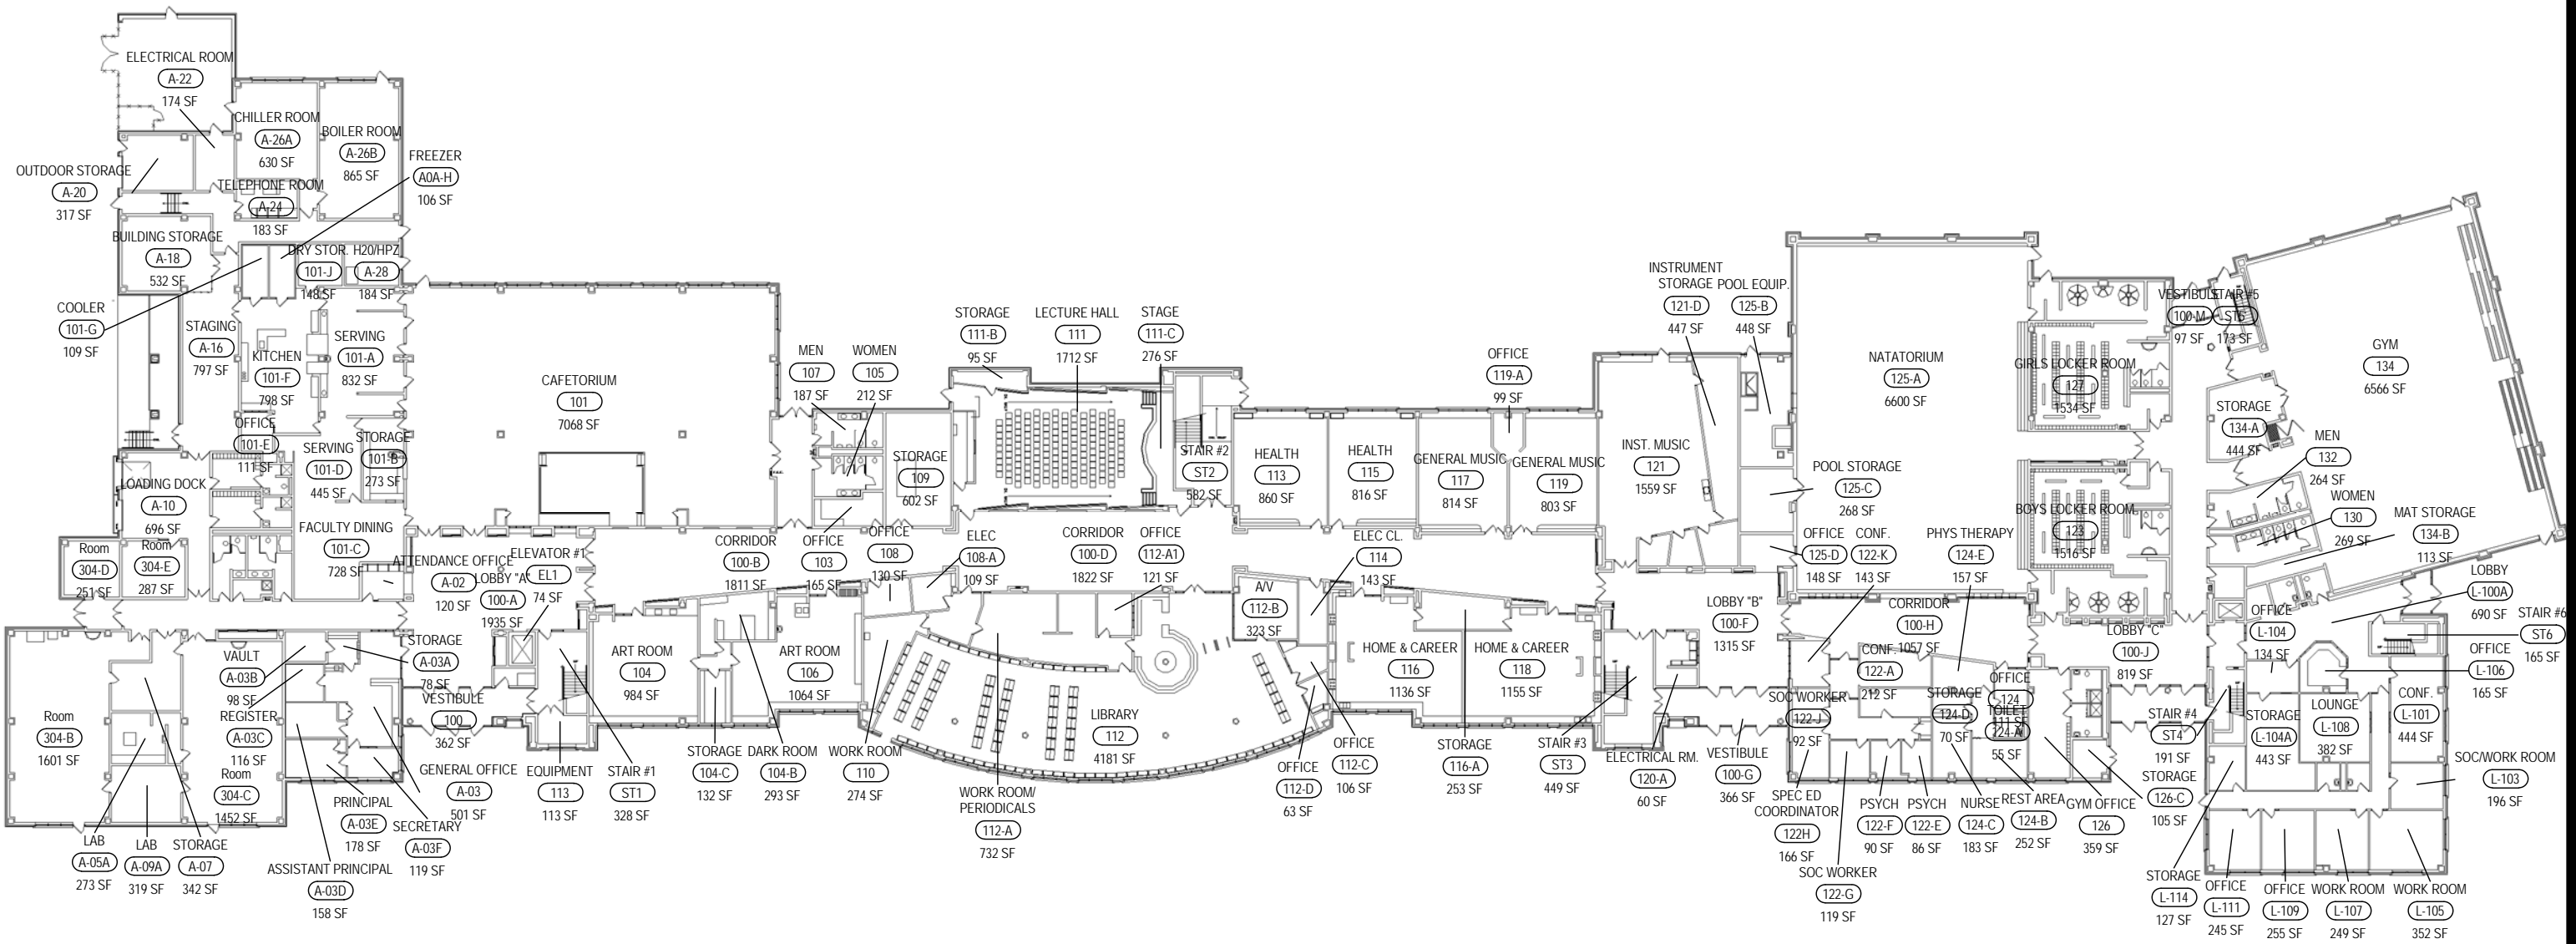 ELECTRICAL ROOM
A-22
174 SF
CHILLER ROOM
A-26A
630 SF
BOILER ROOM
A-26B
865 SF
FREEZER
A0A-H
106 SF
OUTDOOR STORAGE
A-20
317 SF
TELEPHONE ROOM
A-24
183 SF
BUILDING STORAGE
A-18
532 SF
DRY STOR.
101-J
148 SF
H20/HPZ
A-28
184 SF
COOLER
101-G
109 SF
STAGING
A-16
797 SF
KITCHEN
101-F
798 SF
SERVING
101-A
832 SF
OFFICE
101-E
111 SF
SERVING
101-D
445 SF
STORAGE
101-B
273 SF
CAFETORIUM
101
7068 SF
LOADING DOCK
A-10
696 SF
FACULTY DINING
101-C
728 SF
Room
304-D
251 SF
Room
304-E
287 SF
ATTENDANCE OFFICE
A-02
120 SF
LOBBY "A"
100-A
1935 SF
ELEVATOR #1
EL1
74 SF
MEN
107
187 SF
WOMEN
105
212 SF
STORAGE
109
602 SF
STORAGE
111-B
95 SF
LECTURE HALL
111
1712 SF
STAGE
111-C
276 SF
STAIR #2
ST2
582 SF
HEALTH
113
860 SF
HEALTH
115
816 SF
GENERAL MUSIC
117
814 SF
OFFICE
119-A
99 SF
GENERAL MUSIC
119
803 SF
INST. MUSIC
121
1559 SF
INSTRUMENT
STORAGE
121-D
447 SF
POOL EQUIP.
125-B
448 SF
NATATORIUM
125-A
6600 SF
POOL STORAGE
125-C
268 SF
OFFICE
125-D
148 SF
CONF.
122-K
143 SF
PHYS THERAPY
124-E
157 SF
GIRLS LOCKER ROOM
127
1534 SF
BOYS LOCKER ROOM
123
1516 SF
VESTIBULE
100-M
97 SF
STAIR #5
ST5
173 SF
GYM
134
6566 SF
STORAGE
134-A
444 SF
MEN
132
264 SF
WOMEN
130
269 SF
MAT STORAGE
134-B
113 SF
LOBBY
L-100A
690 SF
STAIR #6
ST6
165 SF
OFFICE
L-104
134 SF
OFFICE
L-106
165 SF
CORRIDOR
100-B
1811 SF
OFFICE
103
165 SF
OFFICE
108
130 SF
ELEC
108-A
109 SF
CORRIDOR
100-D
1822 SF
OFFICE
112-A1
121 SF
ELEC CL.
114
143 SF
A/V
112-B
323 SF
Room
304-B
1601 SF
VAULT
A-03B
98 SF
STORAGE
A-03A
78 SF
REGISTER
A-03C
116 SF
Room
304-C
1452 SF
VESTIBULE
100
362 SF
GENERAL OFFICE
A-03
501 SF
LAB
A-05A
273 SF
LAB
A-09A
319 SF
STORAGE
A-07
342 SF
PRINCIPAL
A-03E
178 SF
SECRETARY
A-03F
119 SF
ASSISTANT PRINCIPAL
A-03D
158 SF
EQUIPMENT
113
113 SF
STAIR #1
ST1
328 SF
ART ROOM
104
984 SF
STORAGE
104-C
132 SF
DARK ROOM
104-B
293 SF
ART ROOM
106
1064 SF
WORK ROOM
110
274 SF
WORK ROOM/
PERIODICALS
112-A
732 SF
LIBRARY
112
4181 SF
OFFICE
112-D
63 SF
OFFICE
112-C
106 SF
HOME & CAREER
116
1136 SF
HOME & CAREER
118
1155 SF
STORAGE
116-A
253 SF
STAIR #3
ST3
449 SF
ELECTRICAL RM.
120-A
60 SF
LOBBY "B"
100-F
1315 SF
VESTIBULE
100-G
366 SF
CORRIDOR
100-H
1057 SF
CONF.
122-A
212 SF
SOC WORKER
122-J
92 SF
SPEC ED
COORDINATOR
122H
166 SF
SOC WORKER
122-G
119 SF
PSYCH
122-F
90 SF
PSYCH
122-E
86 SF
STORAGE
124-D
70 SF
OFFICE
124
111 SF
TOILET
124-A
55 SF
NURSE
124-C
183 SF
REST AREA
124-B
252 SF
GYM OFFICE
126
359 SF
STORAGE
126-C
105 SF
LOBBY "C"
100-J
819 SF
STAIR #4
ST4
191 SF
STORAGE
L-104A
443 SF
LOUNGE
L-108
382 SF
CONF.
L-101
444 SF
SOC/WORK ROOM
L-103
196 SF
STORAGE
L-114
127 SF
OFFICE
L-111
245 SF
OFFICE
L-109
255 SF
WORK ROOM
L-107
249 SF
WORK ROOM
L-105
352 SF